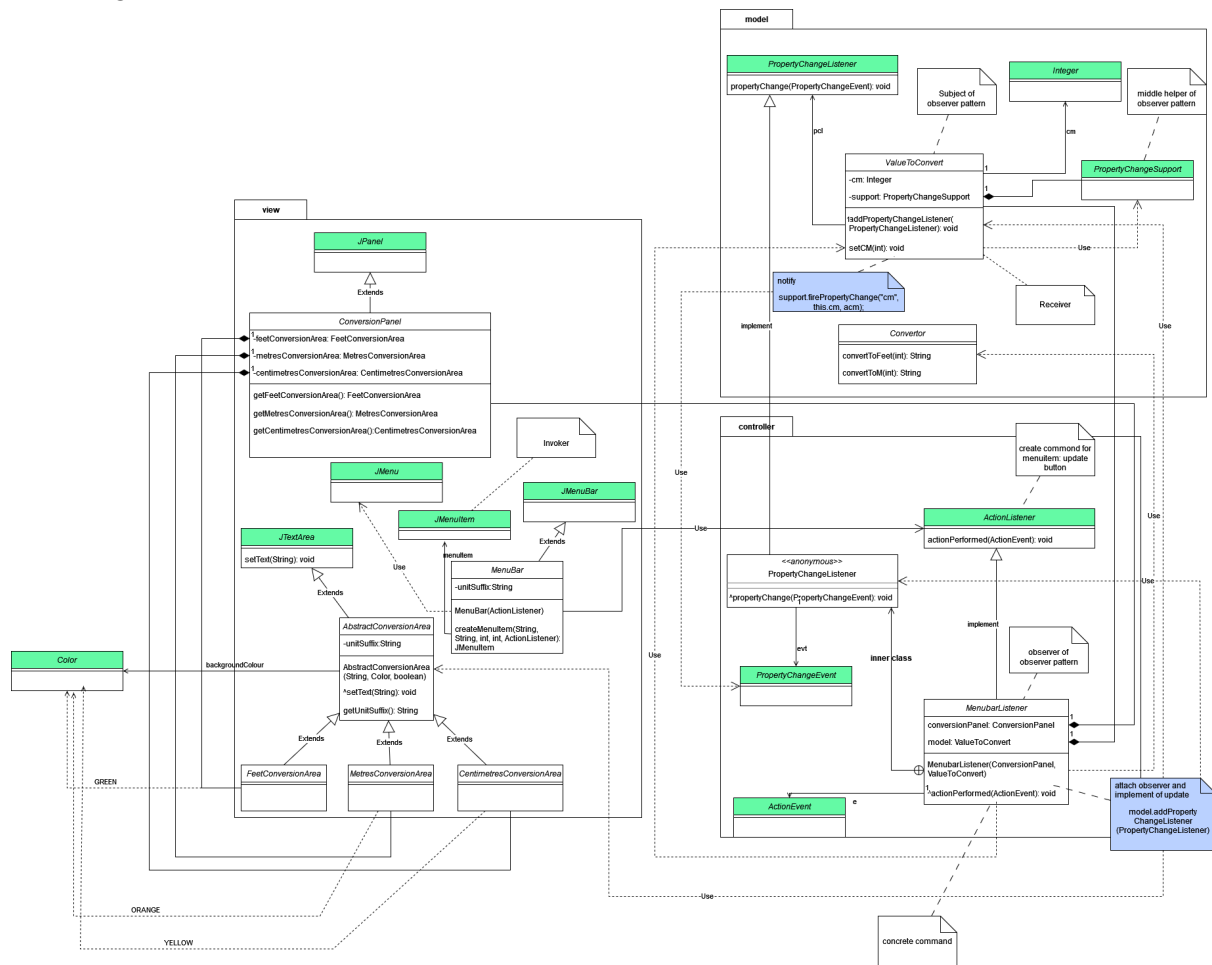 model
PropertyChangeListener
propertyChange(PropertyChangeEvent): void
Subject of
observer pattern
Integer
middle helper of
observer pattern
pcl
cm
ValueToConvert
-cm: Integer
-support: PropertyChangeSupport
1
1
PropertyChangeSupport
1
addPropertyChangeListener(
PropertyChangeListener): void
setCM(int): void
Use
notify
support.firePropertyChange("cm",
this.cm, acm);
Receiver
implement
Convertor
convertToFeet(int): String
convertToM(int): String
Use
Use
view
JPanel
Extends
ConversionPanel
1
-feetConversionArea: FeetConversionArea
1
-metresConversionArea: MetresConversionArea
1
-centimetresConversionArea: CentimetresConversionArea
getFeetConversionArea(): FeetConversionArea
getMetresConversionArea(): MetresConversionArea
getCentimetresConversionArea():CentimetresConversionArea
Invoker
JMenu
JMenuItem
JMenuBar
Extends
JTextArea
setText(String): void
Use
menuItem
MenuBar
-unitSuffix:String
MenuBar(ActionListener)
createMenuItem(String,
String, int, int, ActionListener):
JMenuItem
Extends
AbstractConversionArea
-unitSuffix:String
AbstractConversionArea
(String, Color, boolean)
^setText(String): void
getUnitSuffix(): String
backgroundColour
Color
Extends
Extends
Extends
FeetConversionArea
MetresConversionArea
CentimetresConversionArea
GREEN
ORANGE
YELLOW
controller
create commond for
menuitem: update
button
Use
ActionListener
actionPerformed(ActionEvent): void
Use
<<anonymous>>
PropertyChangeListener
^propertyChange(PropertyChangeEvent): void
1
Use
implement
evt
inner class
observer of
observer pattern
Use
PropertyChangeEvent
MenubarListener
conversionPanel: ConversionPanel
1
model: ValueToConvert
1
MenubarListener(ConversionPanel,
ValueToConvert)
1
^actionPerformed(ActionEvent): void
e
ActionEvent
attach observer and
implement of update
model.addProperty
ChangeListener
(PropertyChangeListener)
Use
concrete command